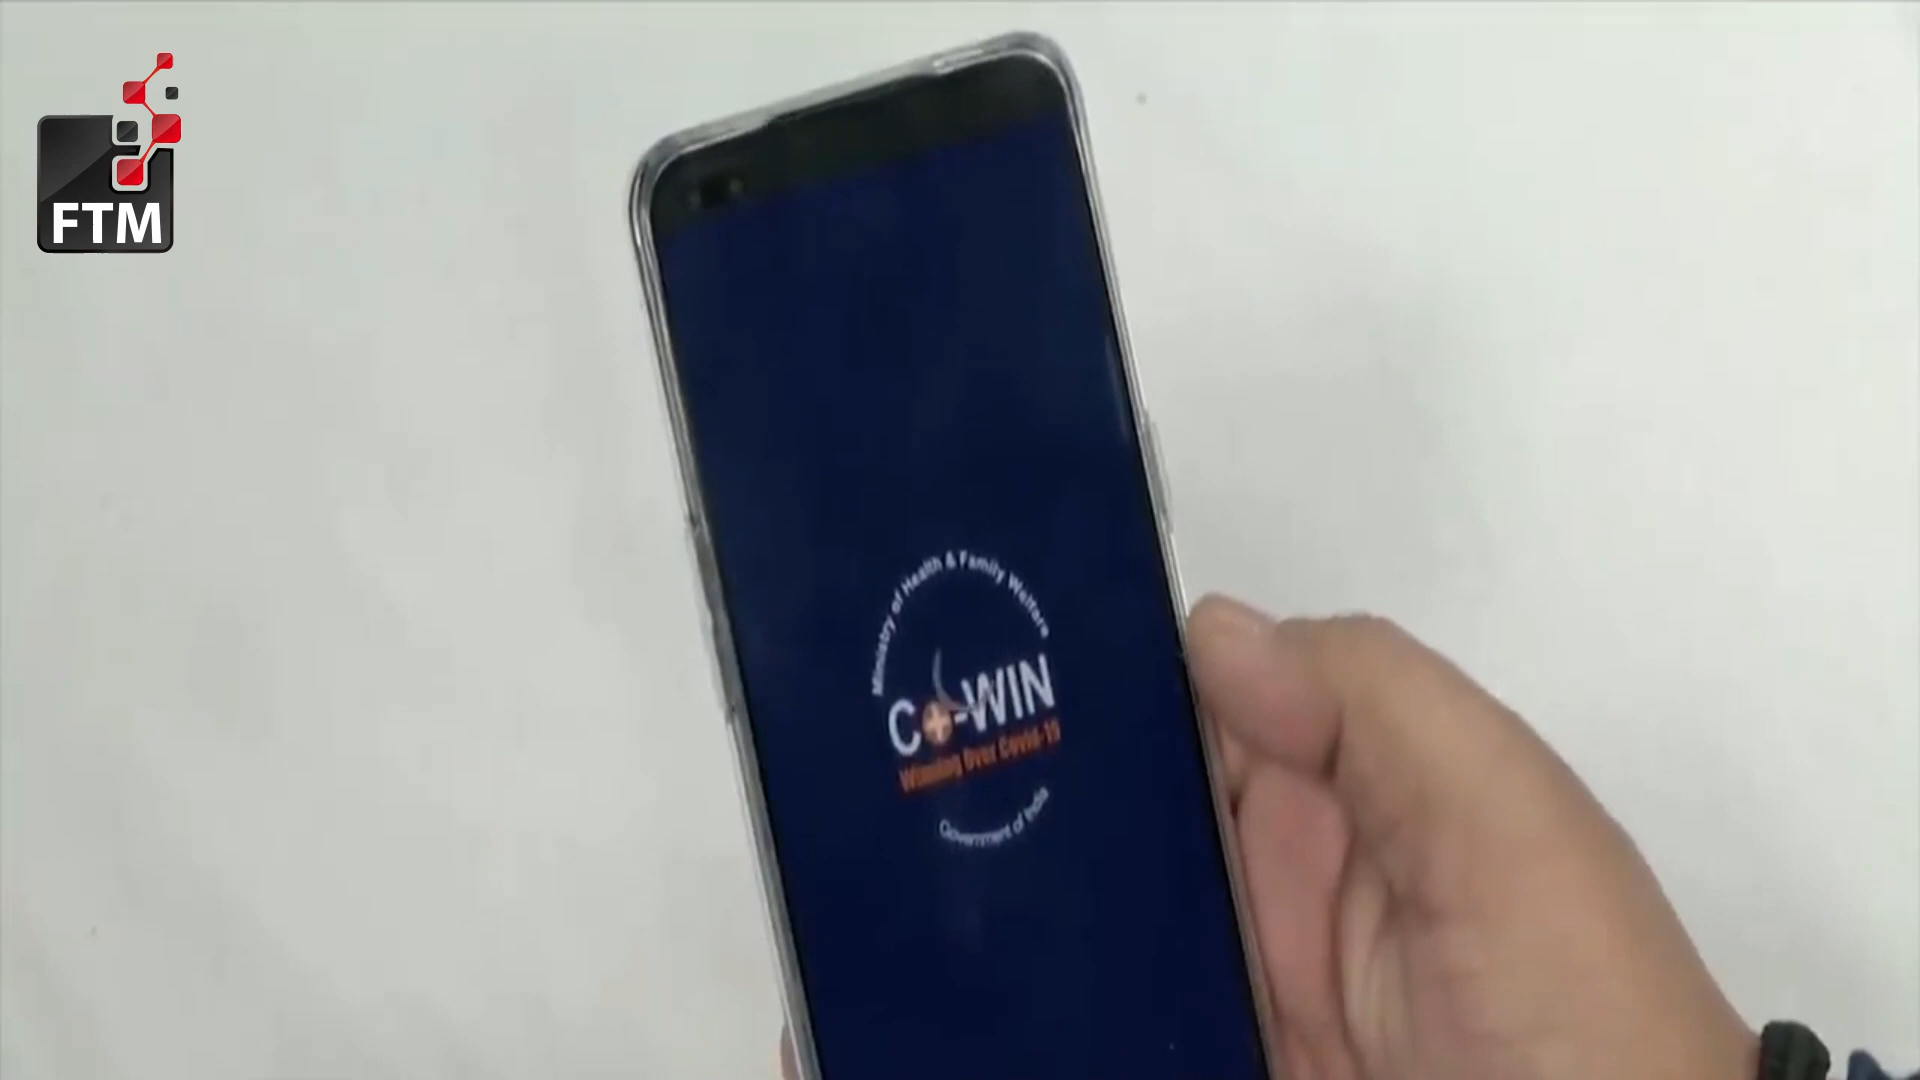 FTM
Ministry of Health & Family Welfare
Co-WIN
Winning Over Covid-19
Government of India